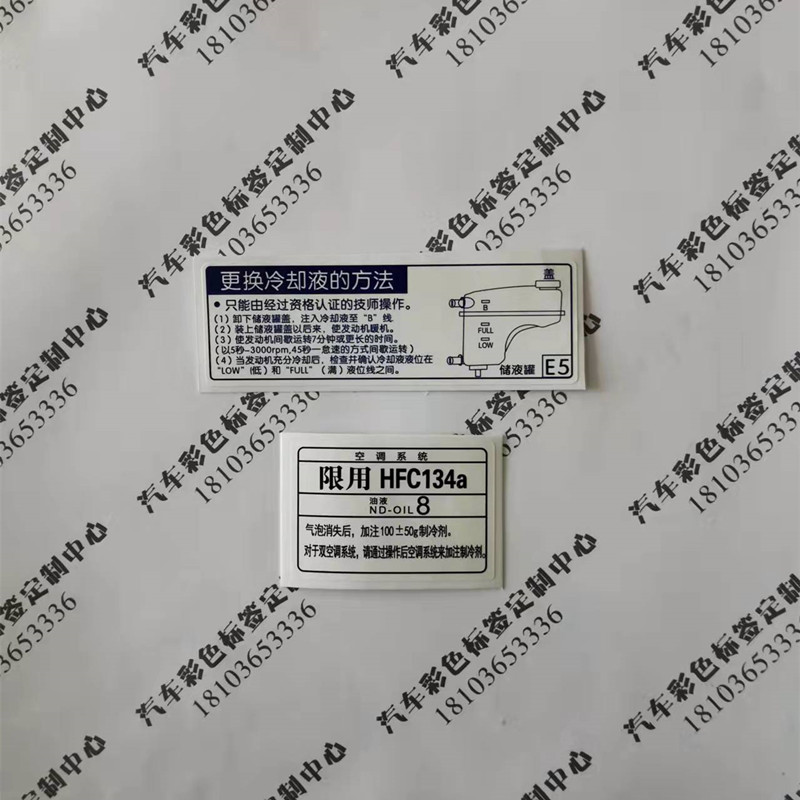 汽车彩色标签定制中心
18103653336
更换冷却液的方法
• 只能由经过资格认证的技师操作。
(1) 卸下储液罐盖，注入冷却液至 "B" 线
(2) 装上储液罐盖以后来，使发动机暖机。
(3) 使发动机间歇运转7分钟或更长的时间。
(以5秒-3000rpm,45秒一怠速的方式间歇运转)
(4) 当发动机充分冷却后，检查并确认冷却液液位在
"LOW" (低) 和 "FULL" (满) 液位线之间。
盖
B
FULL
LOW
储液罐
E5
空调系统
限用 HFC134a
油液
ND-OIL 8
气泡消失后，加注100±50g制冷剂。
对于双空调系统，请通过操作后空调系统来加注制冷剂。